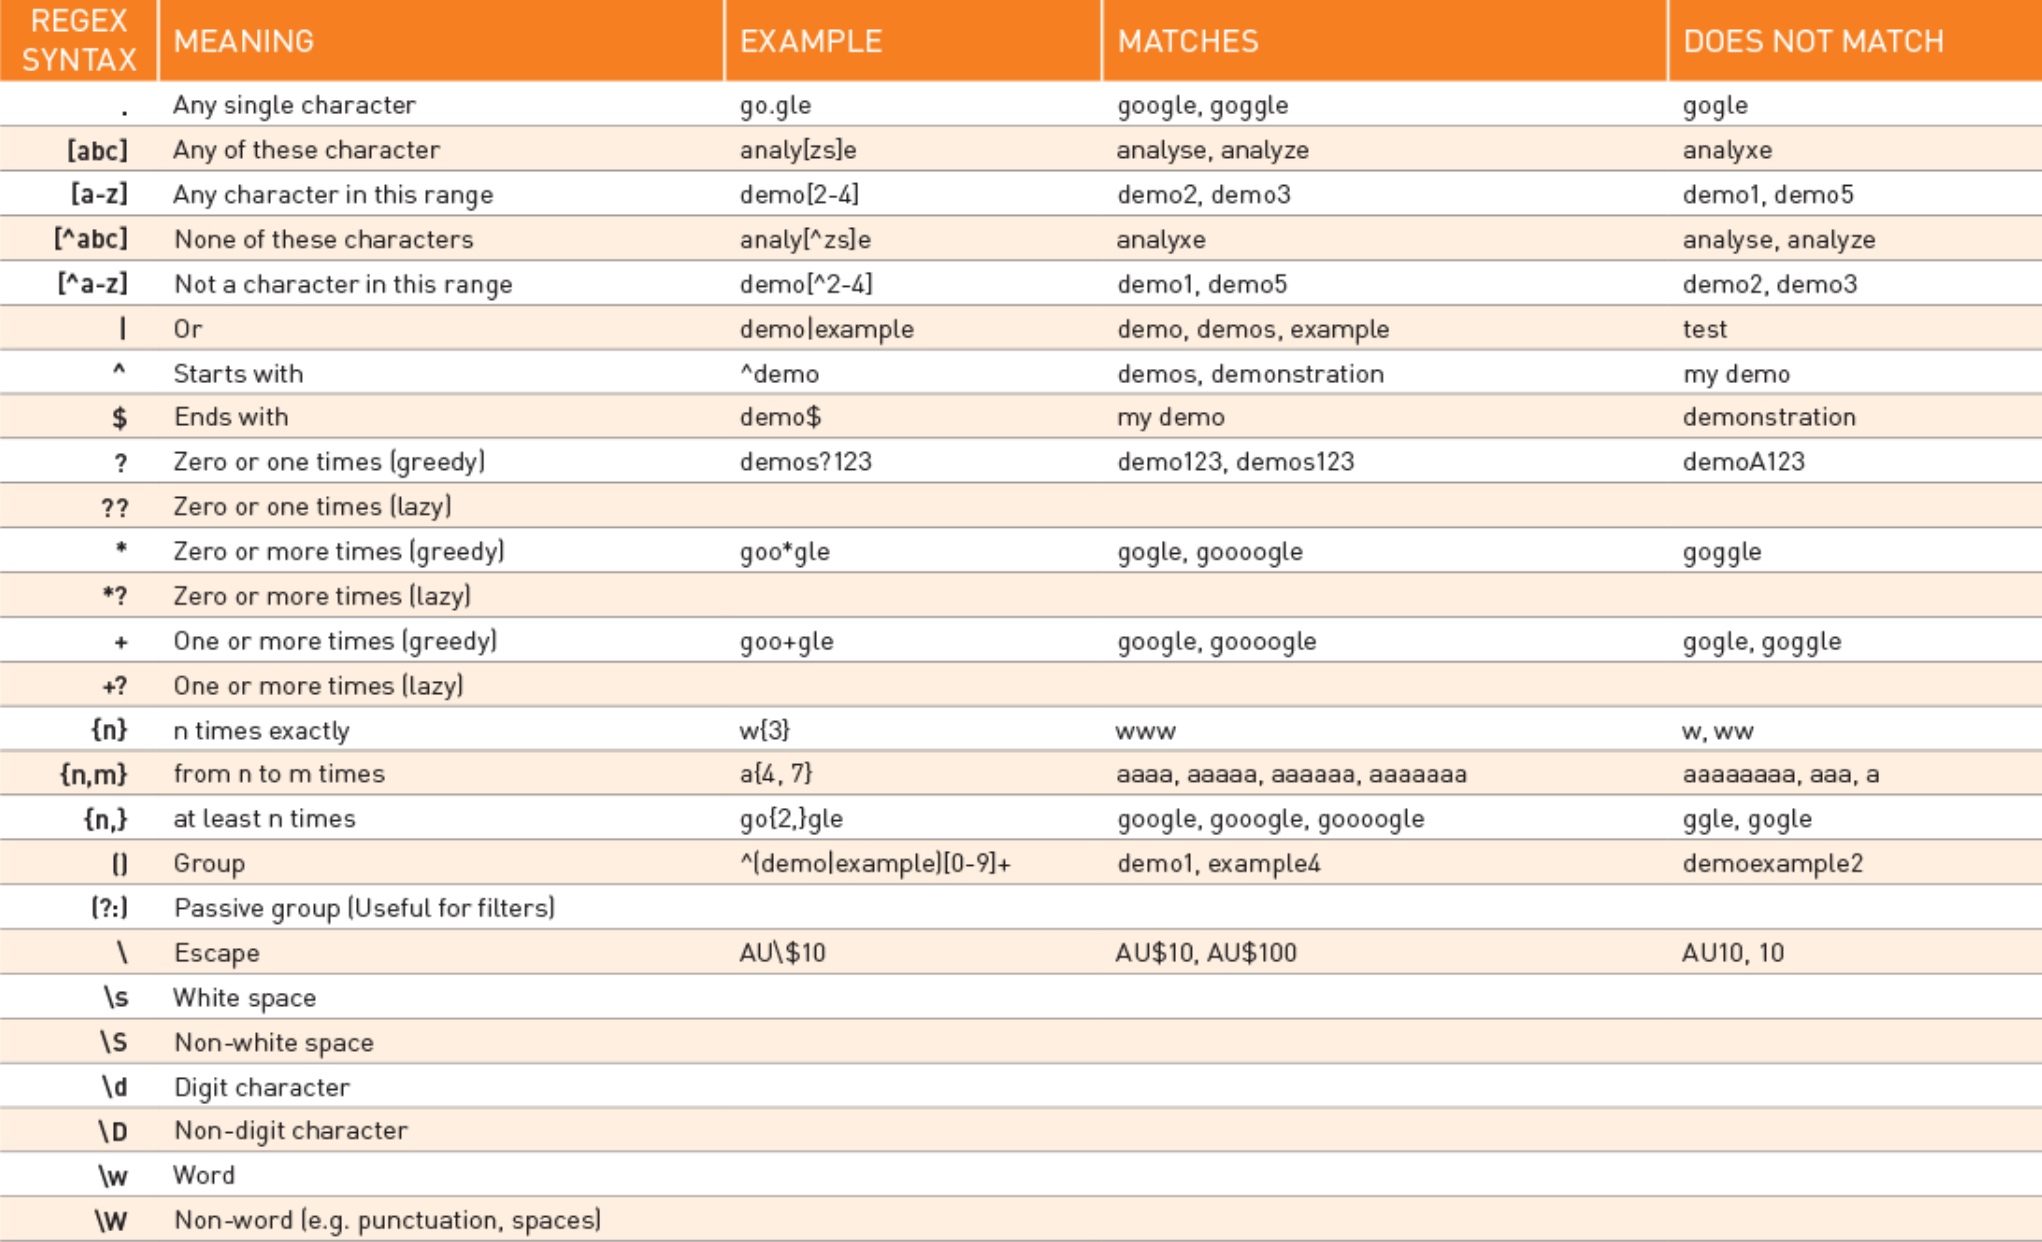 REGEX SYNTAX MEANING EXAMPLE MATCHES DOES NOT MATCH
. Any single character go.gle google, goggle gogle
[abc] Any of these character analy[zs]e analyse, analyze analyxe
[a-z] Any character in this range demo[2-4] demo2, demo3 demo1, demo5
[^abc] None of these characters analy[^zs]e analyxe analyse, analyze
[^a-z] Not a character in this range demo[^2-4] demo1, demo5 demo2, demo3
| Or demo|example demo, demos, example test
^ Starts with ^demo demos, demonstration my demo
$ Ends with demo$ my demo demonstration
? Zero or one times (greedy) demos?123 demo123, demos123 demoA123
?? Zero or one times (lazy)
* Zero or more times (greedy) goo*gle gogle, goooogle goggle
*? Zero or more times (lazy)
+ One or more times (greedy) goo+gle google, goooogle gogle, goggle
+? One or more times (lazy)
{n} n times exactly w{3} www w, ww
{n,m} from n to m times a{4, 7} aaaa, aaaaa, aaaaaa, aaaaaaa aaaaaaaa, aaa, a
{n,} at least n times go{2,}gle google, gooogle, goooogle ggle, gogle
() Group ^(demo|example)[0-9]+ demo1, example4 demoexample2
(?:) Passive group (Useful for filters)
\ Escape AU\$10 AU$10, AU$100 AU10, 10
\s White space
\S Non-white space
\d Digit character
\D Non-digit character
\w Word
\W Non-word (e.g. punctuation, spaces)